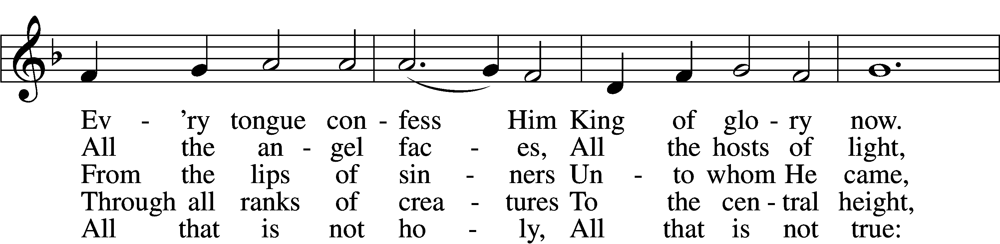 Ev - 'ry tongue con - fess Him King of glo - ry now.
All the an - gel fac - es, All the hosts of light,
From the lips of sin - ners Un - to whom He came,
Through all ranks of crea - tures To the cen - tral height,
All that is not ho - ly, All that is not true: